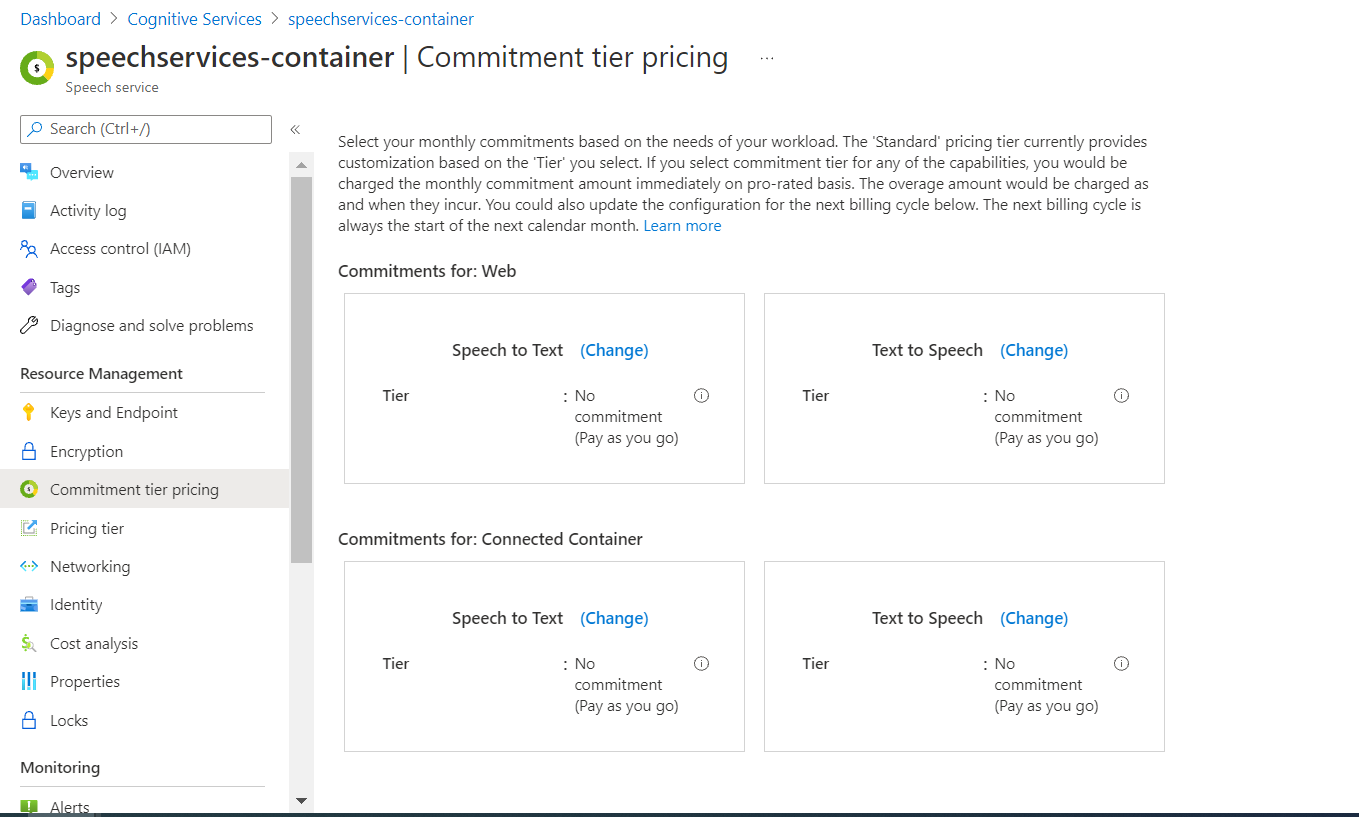 Dashboard > Cognitive Services > speechservices-container
speechservices-container | Commitment tier pricing ...
Speech service
Search (Ctrl+/)
«
Overview
Activity log
Access control (IAM)
Tags
Diagnose and solve problems
Resource Management
Keys and Endpoint
Encryption
Commitment tier pricing
Pricing tier
Networking
Identity
Cost analysis
Properties
Locks
Monitoring
Alerts
Select your monthly commitments based on the needs of your workload. The 'Standard' pricing tier currently provides
customization based on the 'Tier' you select. If you select commitment tier for any of the capabilities, you would be
charged the monthly commitment amount immediately on pro-rated basis. The overage amount would be charged as
and when they incur. You could also update the configuration for the next billing cycle below. The next billing cycle is
always the start of the next calendar month. Learn more
Commitments for: Web
Speech to Text (Change)
Tier : No
commitment
(Pay as you go)
Text to Speech (Change)
Tier : No
commitment
(Pay as you go)
Commitments for: Connected Container
Speech to Text (Change)
Tier : No
commitment
(Pay as you go)
Text to Speech (Change)
Tier : No
commitment
(Pay as you go)